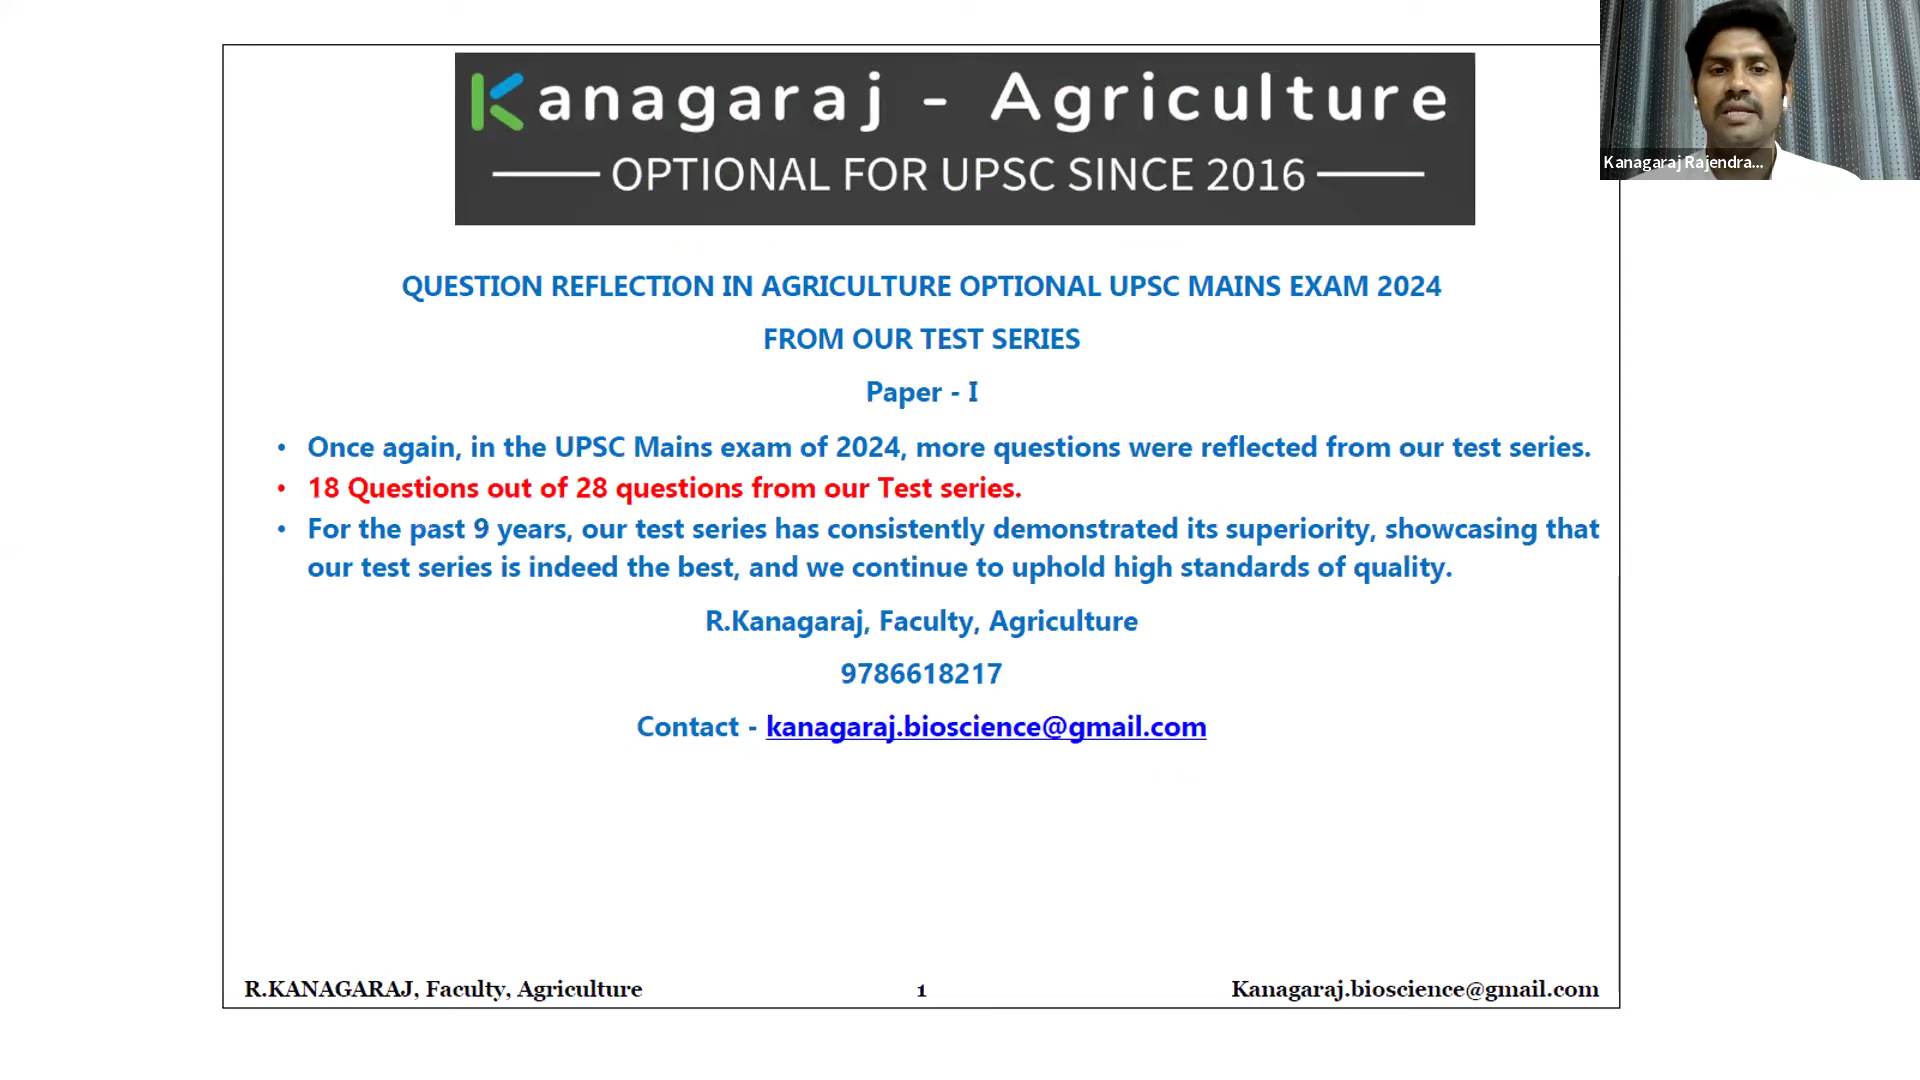 Kanagaraj - Agriculture
OPTIONAL FOR UPSC SINCE 2016
Kanagaraj Rajendra...
QUESTION REFLECTION IN AGRICULTURE OPTIONAL UPSC MAINS EXAM 2024
FROM OUR TEST SERIES
Paper - I
• Once again, in the UPSC Mains exam of 2024, more questions were reflected from our test series.
• 18 Questions out of 28 questions from our Test series.
• For the past 9 years, our test series has consistently demonstrated its superiority, showcasing that
our test series is indeed the best, and we continue to uphold high standards of quality.
R.Kanagaraj, Faculty, Agriculture
9786618217
Contact - kanagaraj.bioscience@gmail.com
R.KANAGARAJ, Faculty, Agriculture
1
Kanagaraj.bioscience@gmail.com